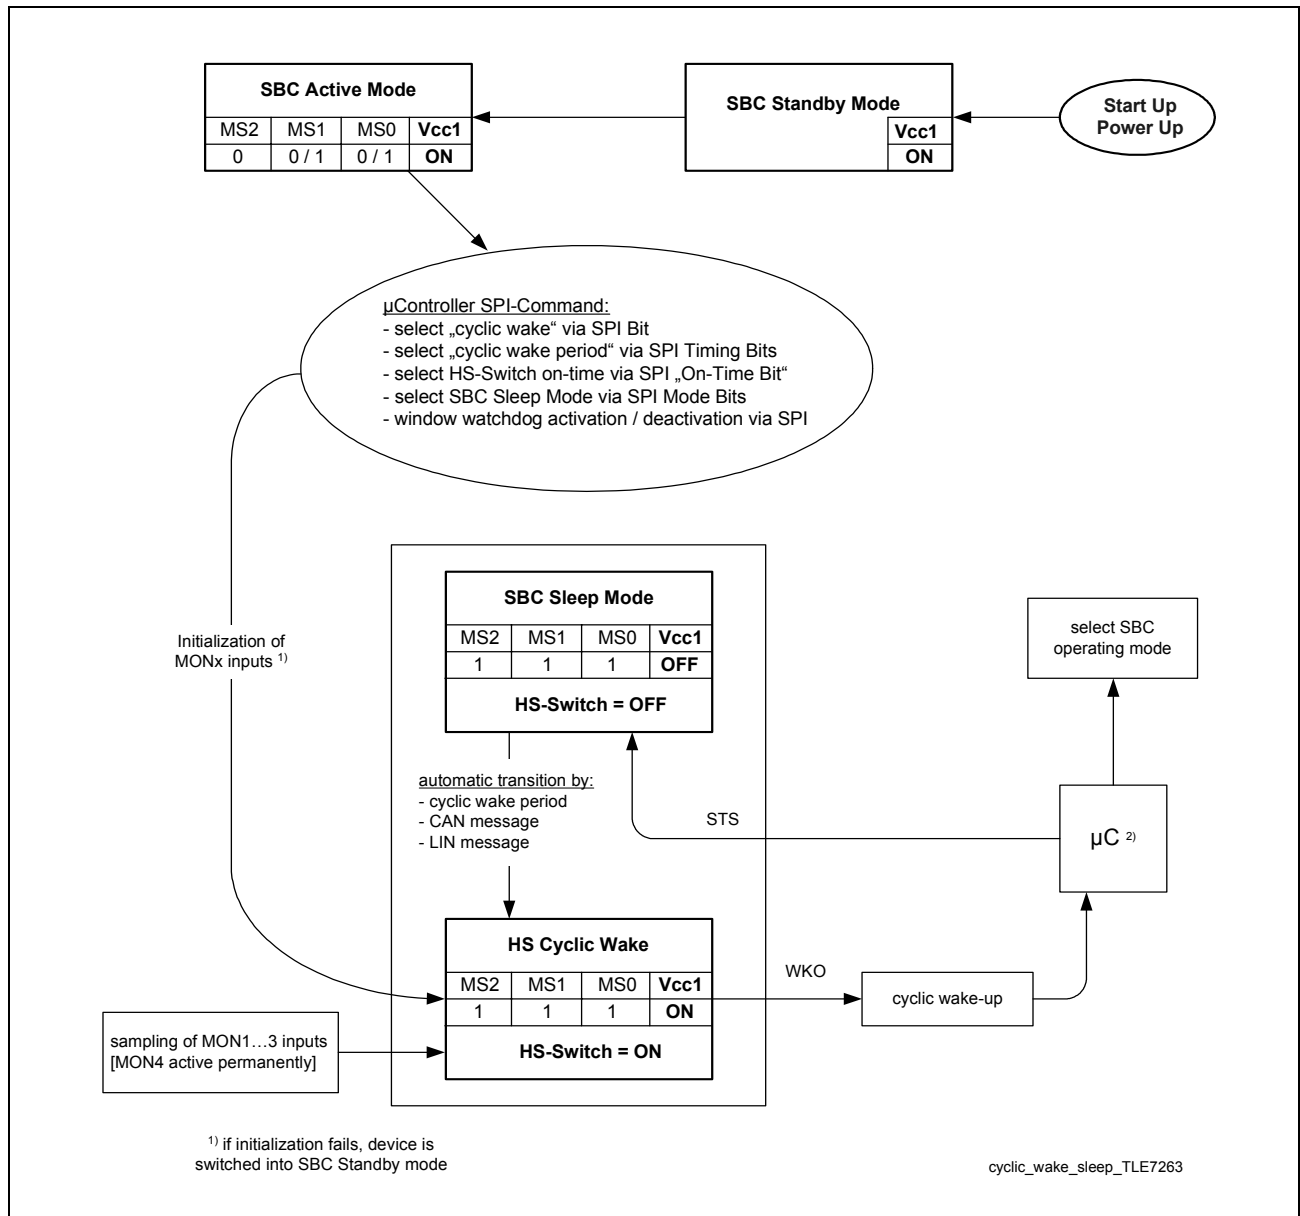 SBC Active Mode
MS2 MS1 MS0 Vcc1
0 0 / 1 0 / 1 ON
SBC Standby Mode
Vcc1
ON
Start Up
Power Up
µController SPI-Command:
- select „cyclic wake“ via SPI Bit
- select „cyclic wake period“ via SPI Timing Bits
- select HS-Switch on-time via SPI „On-Time Bit“
- select SBC Sleep Mode via SPI Mode Bits
- window watchdog activation / deactivation via SPI
Initialization of
MONx inputs 1)
SBC Sleep Mode
MS2 MS1 MS0 Vcc1
1 1 1 OFF
HS-Switch = OFF
automatic transition by:
- cyclic wake period
- CAN message
- LIN message
STS
select SBC
operating mode
µC 2)
HS Cyclic Wake
MS2 MS1 MS0 Vcc1
1 1 1 ON
HS-Switch = ON
WKO
cyclic wake-up
sampling of MON1...3 inputs
[MON4 active permanently]
1) if initialization fails, device is
switched into SBC Standby mode
cyclic_wake_sleep_TLE7263